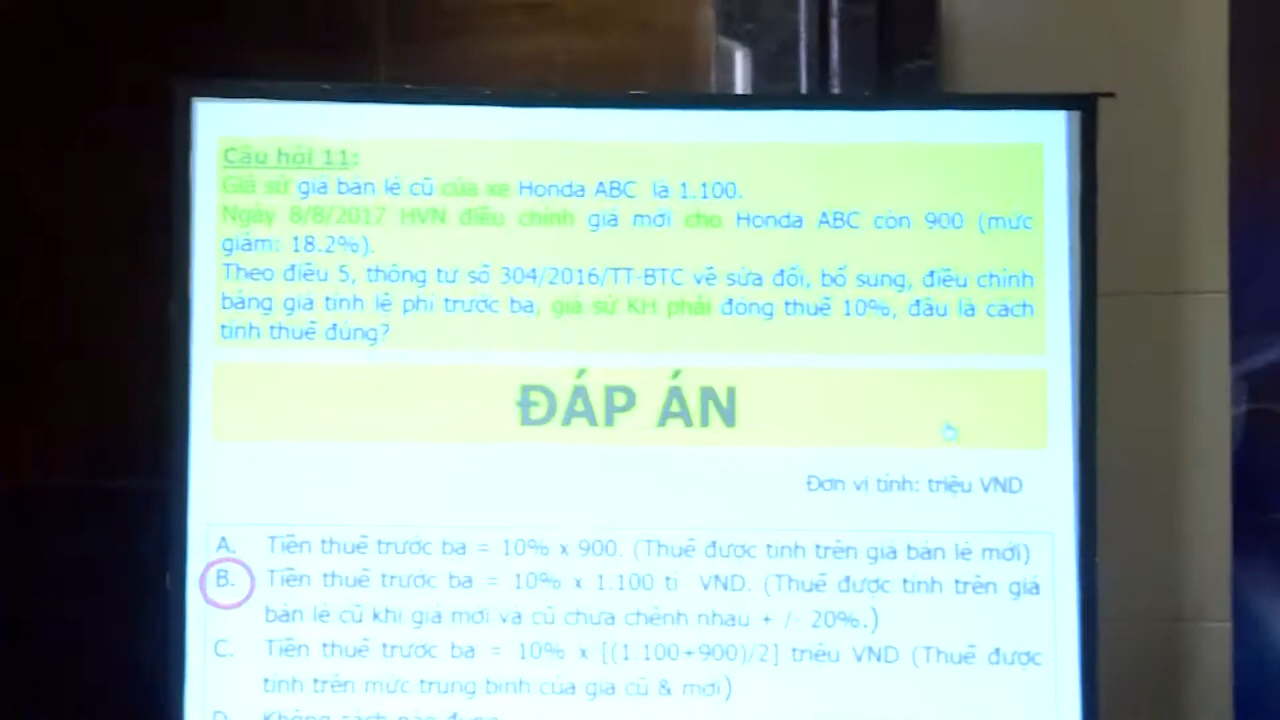 Câu hỏi 11:
Giả sử giá bán lẻ cũ của xe Honda ABC là 1.100.
Ngày 8/8/2017 HVN điều chỉnh giá mới cho Honda ABC còn 900 (mức
giảm: 18.2%).
Theo điều 5, thông tư số 304/2016/TT-BTC về sửa đổi, bổ sung, điều chỉnh
bảng giá tính lệ phí trước bạ, giả sử KH phải đóng thuế 10%, đâu là cách
tính thuế đúng?
ĐÁP ÁN
Đơn vị tính: triệu VND
A. Tiền thuế trước bạ = 10% x 900. (Thuế được tính trên giá bán lẻ mới)
B. Tiền thuế trước bạ = 10% x 1.100 tỉ VND. (Thuế được tính trên giá
bán lẻ cũ khi giá mới và cũ chưa chênh nhau + /- 20%.)
C. Tiền thuế trước bạ = 10% x [(1.100+900)/2] triệu VND (Thuế được
tính trên mức trung bình của giá cũ & mới)
D. Không cách nào đúng